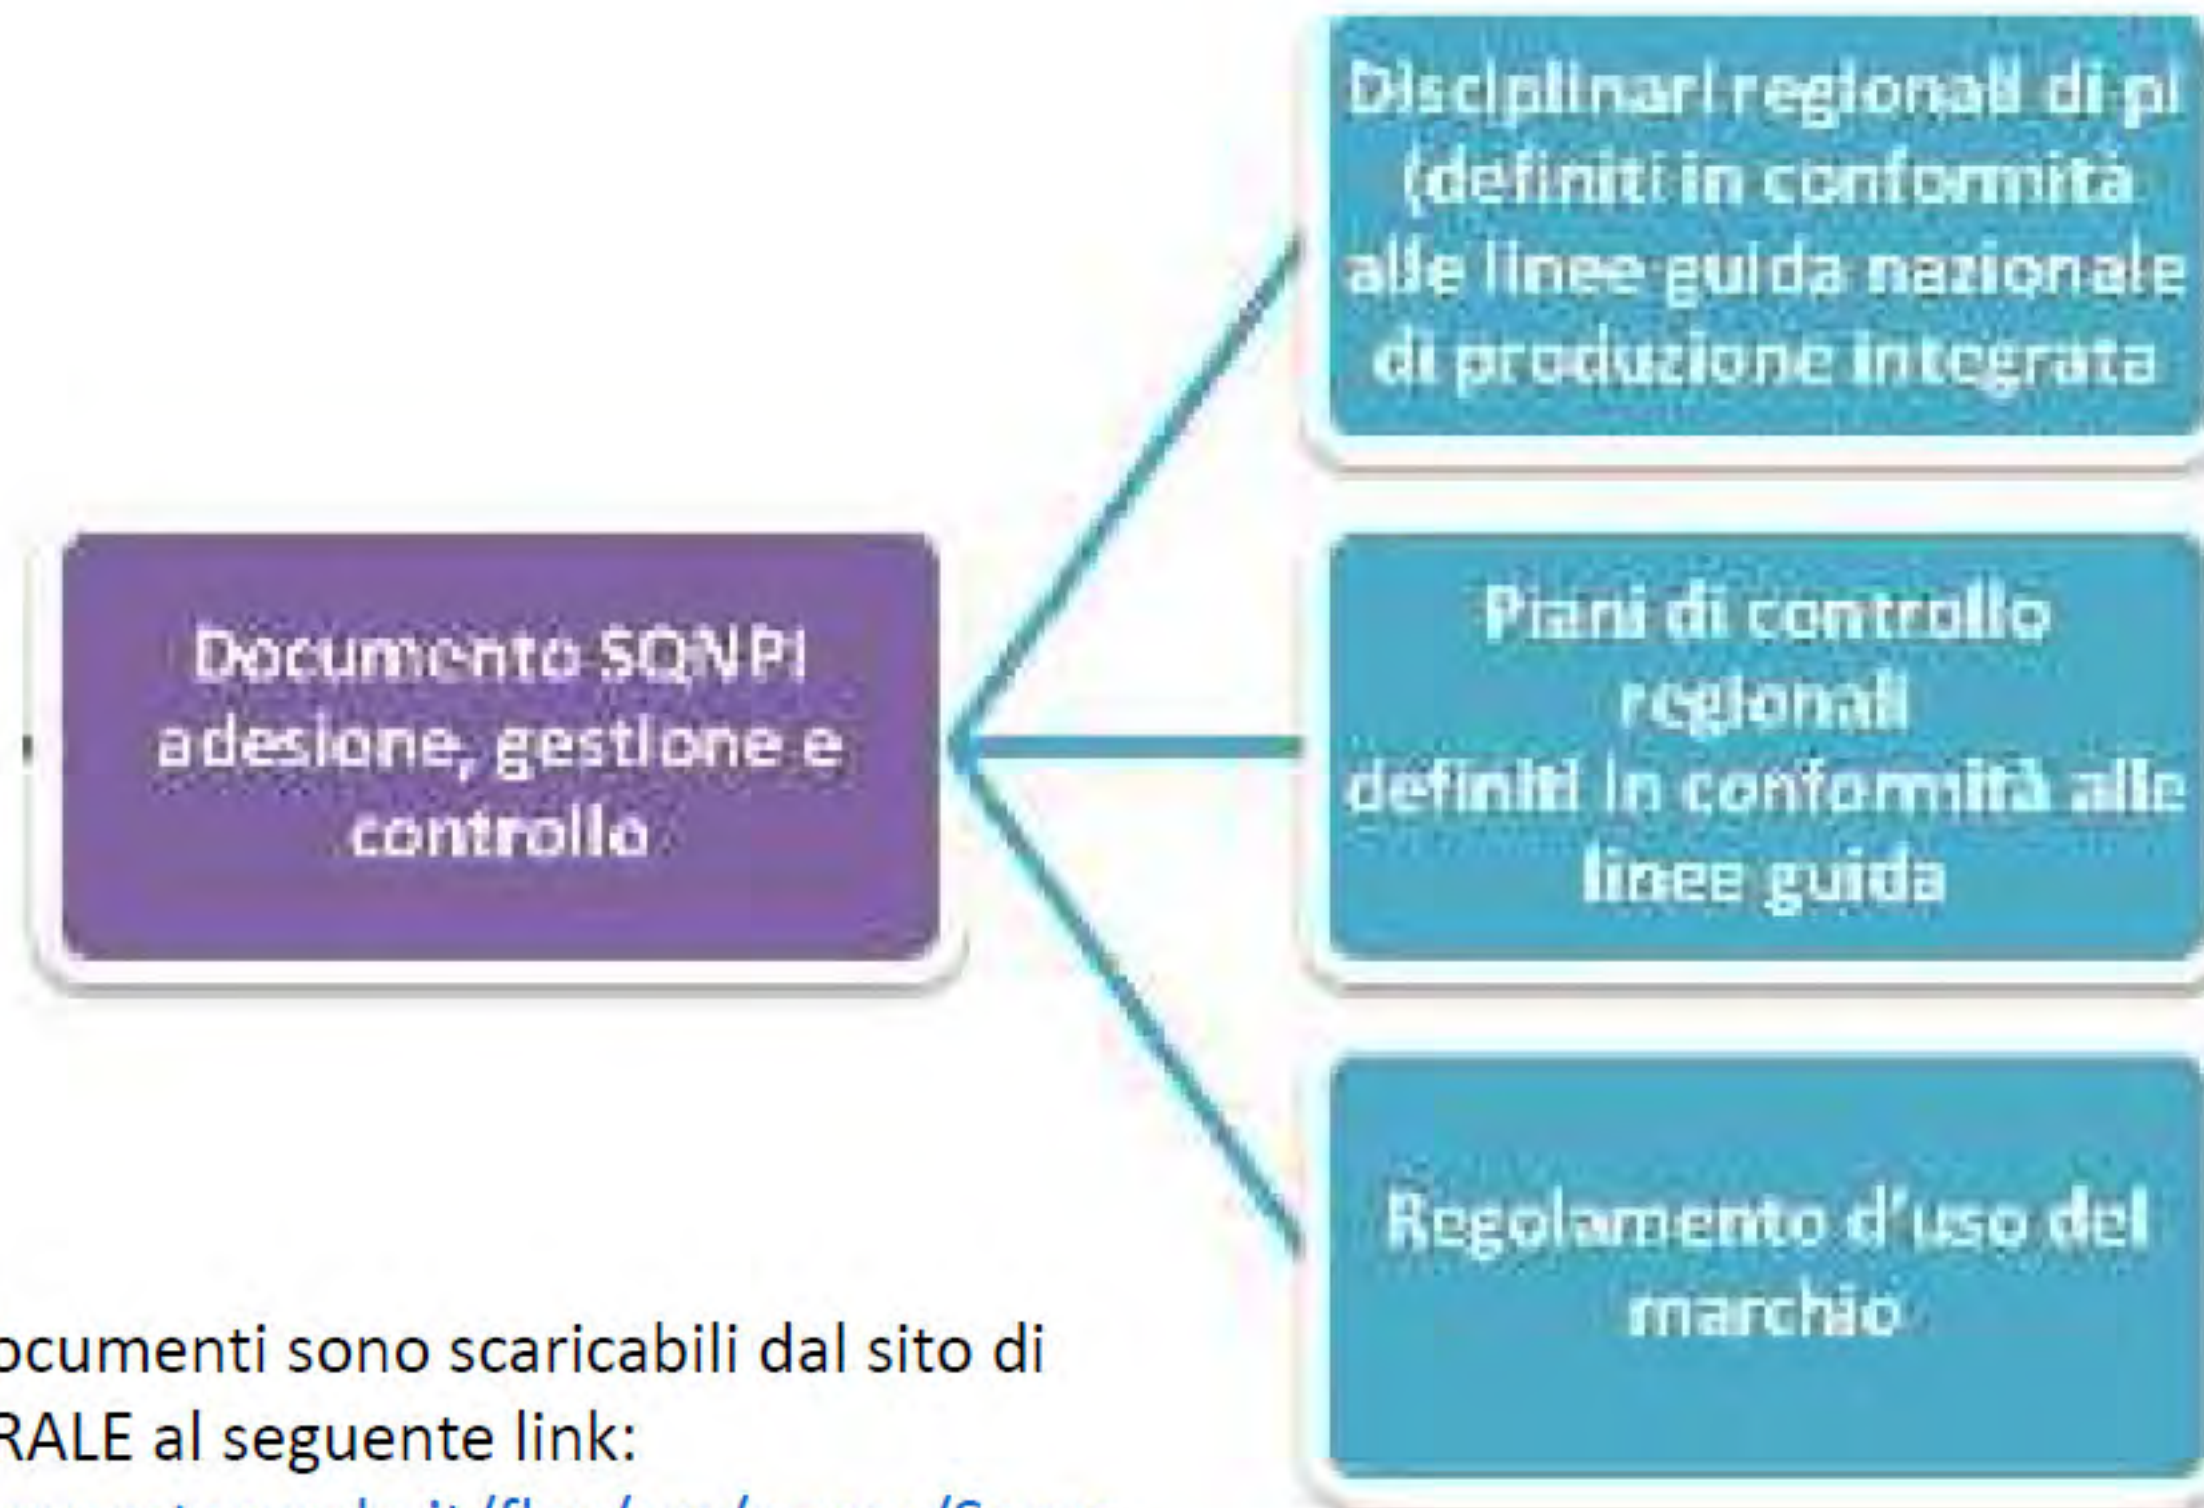 Disciplinari regionali di pi
(definiti in conformità
alle linee guida nazionale
di produzione integrata
Documento SQNPI
adesione, gestione e
controllo
Piani di controllo
regionali
definiti in conformità alle
linee guida
Regolamento d'uso del
marchio
ocumenti sono scaricabili dal sito di
RALE al seguente link: